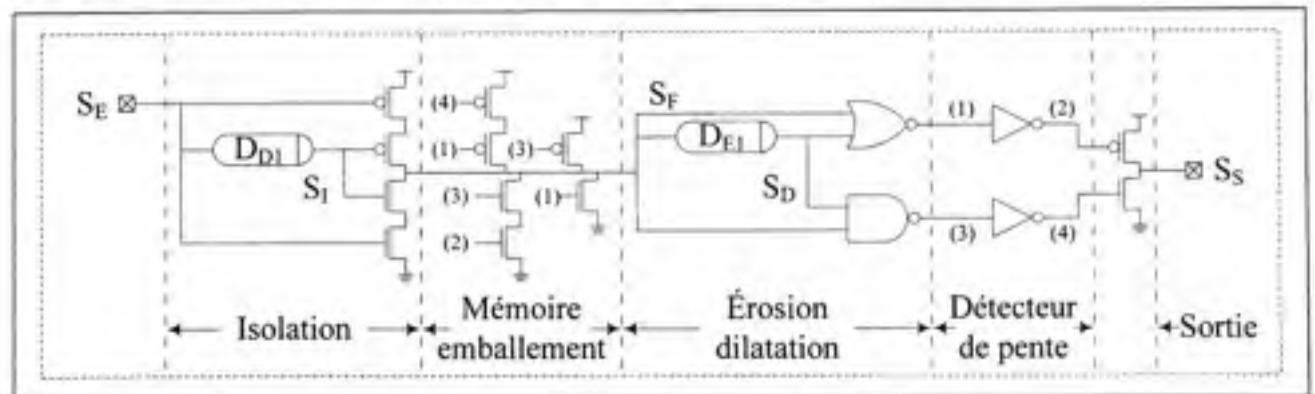 S_E
D_D1
S_I
(4)
(1)
(3)
(3)
(1)
(2)
S_F
D_E1
S_D
(1)
(2)
(3)
(4)
S_S
Isolation
Mémoire
emballement
Érosion
dilatation
Détecteur
de pente
Sortie